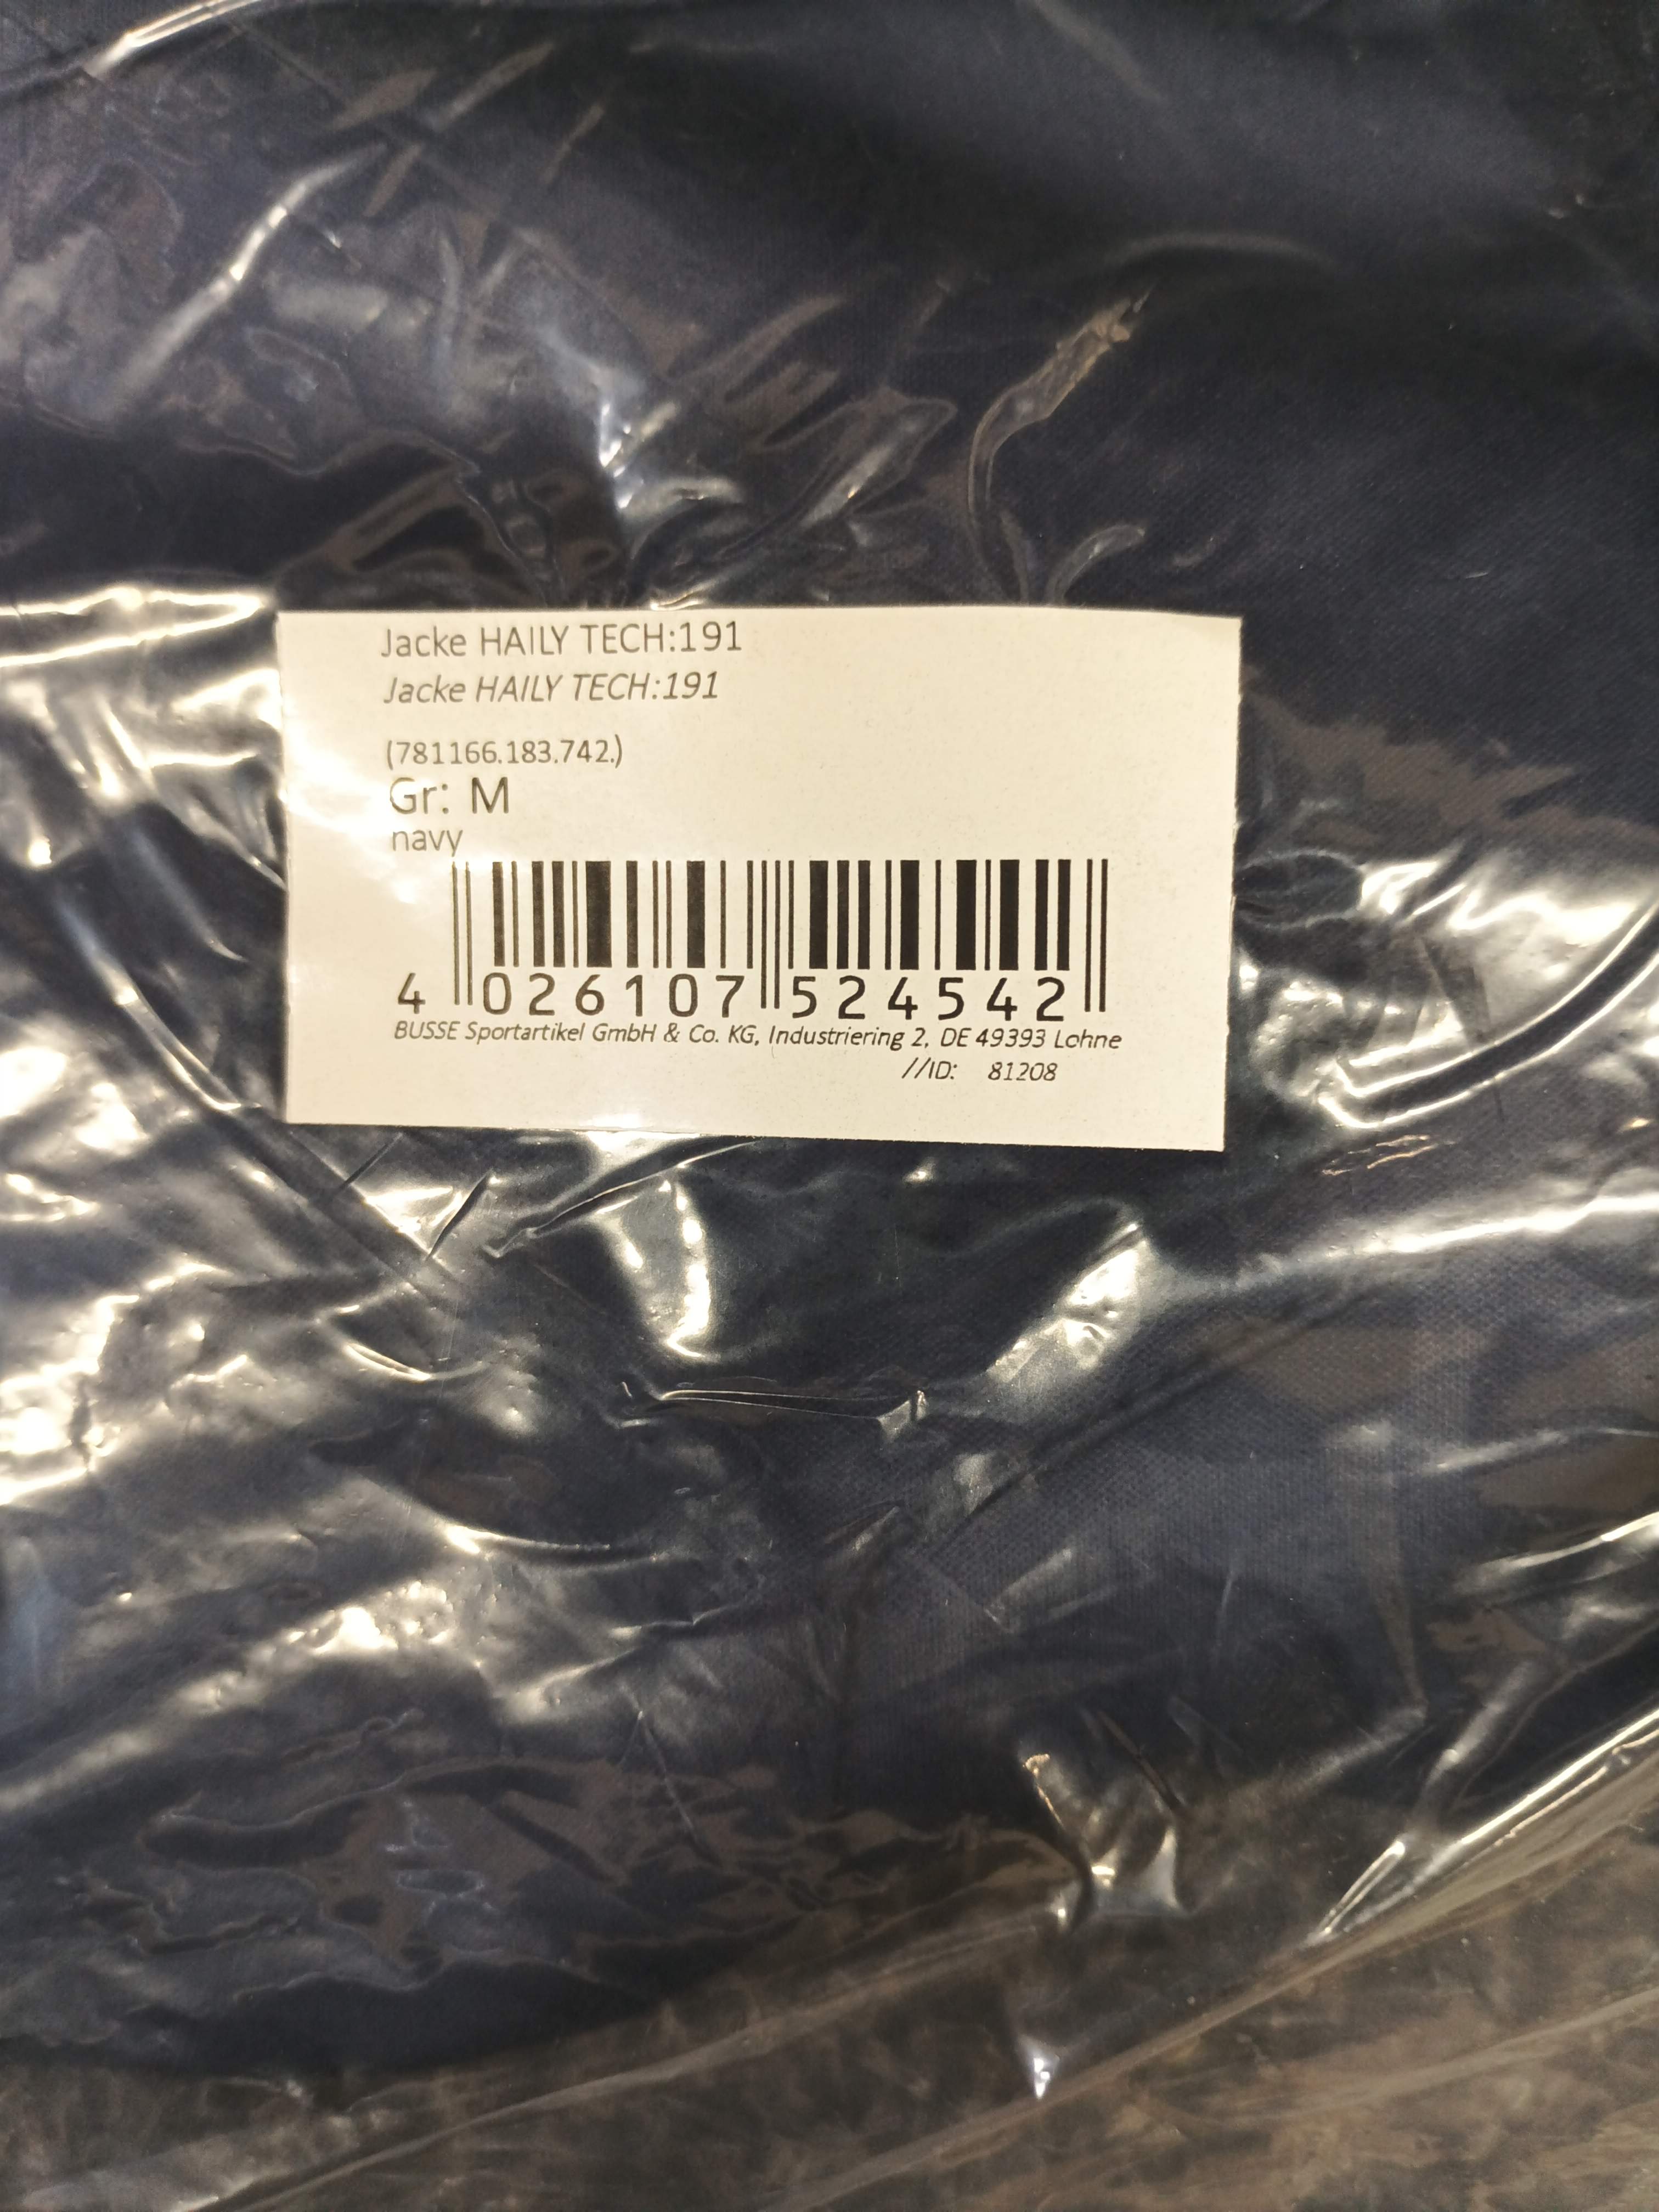 Jacke HAILY TECH:191
Jacke HAILY TECH:191
(781166.183.742.)
Gr: M
navy
4 026107 524542
BUSSE Sportartikel GmbH & Co. KG, Industriering 2, DE 49393 Lohne
//ID: 81208